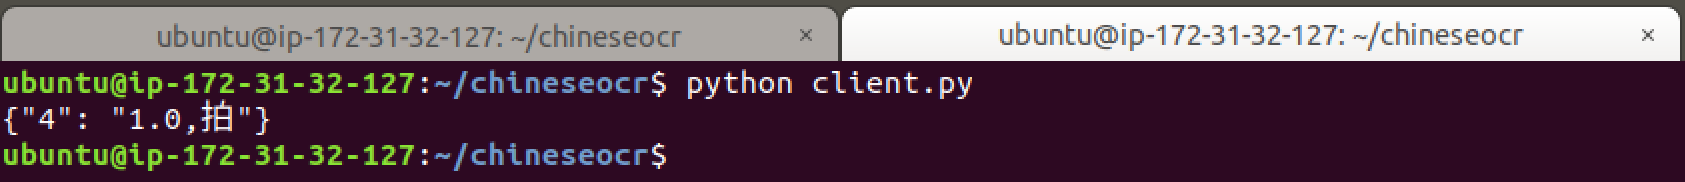 ubuntu@ip-172-31-32-127: ~/chineseocr × ubuntu@ip-172-31-32-127: ~/chineseocr ×
ubuntu@ip-172-31-32-127:~/chineseocr$ python client.py
{"4": "1.0,拍"}
ubuntu@ip-172-31-32-127:~/chineseocr$